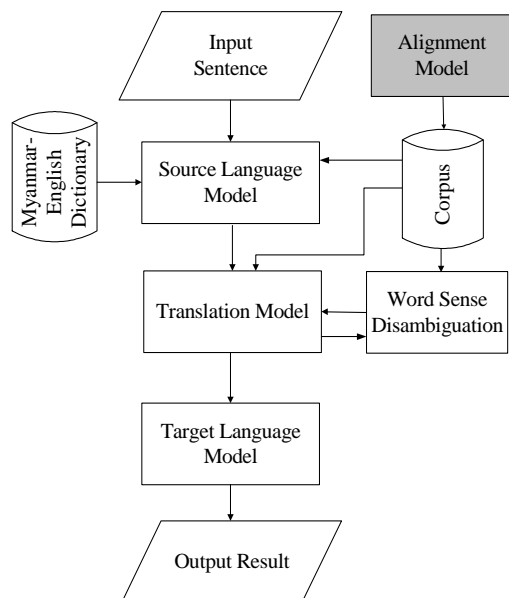 Input
Sentence
Alignment
Model
Myanmar-
English
Dictionary
Source Language
Model
Corpus
Translation Model
Word Sense
Disambiguation
Target Language
Model
Output Result